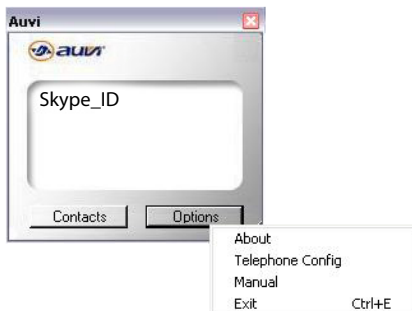 Auvi
auvi
Skype_ID
Contacts Options
About
Telephone Config
Manual
Exit Ctrl+E